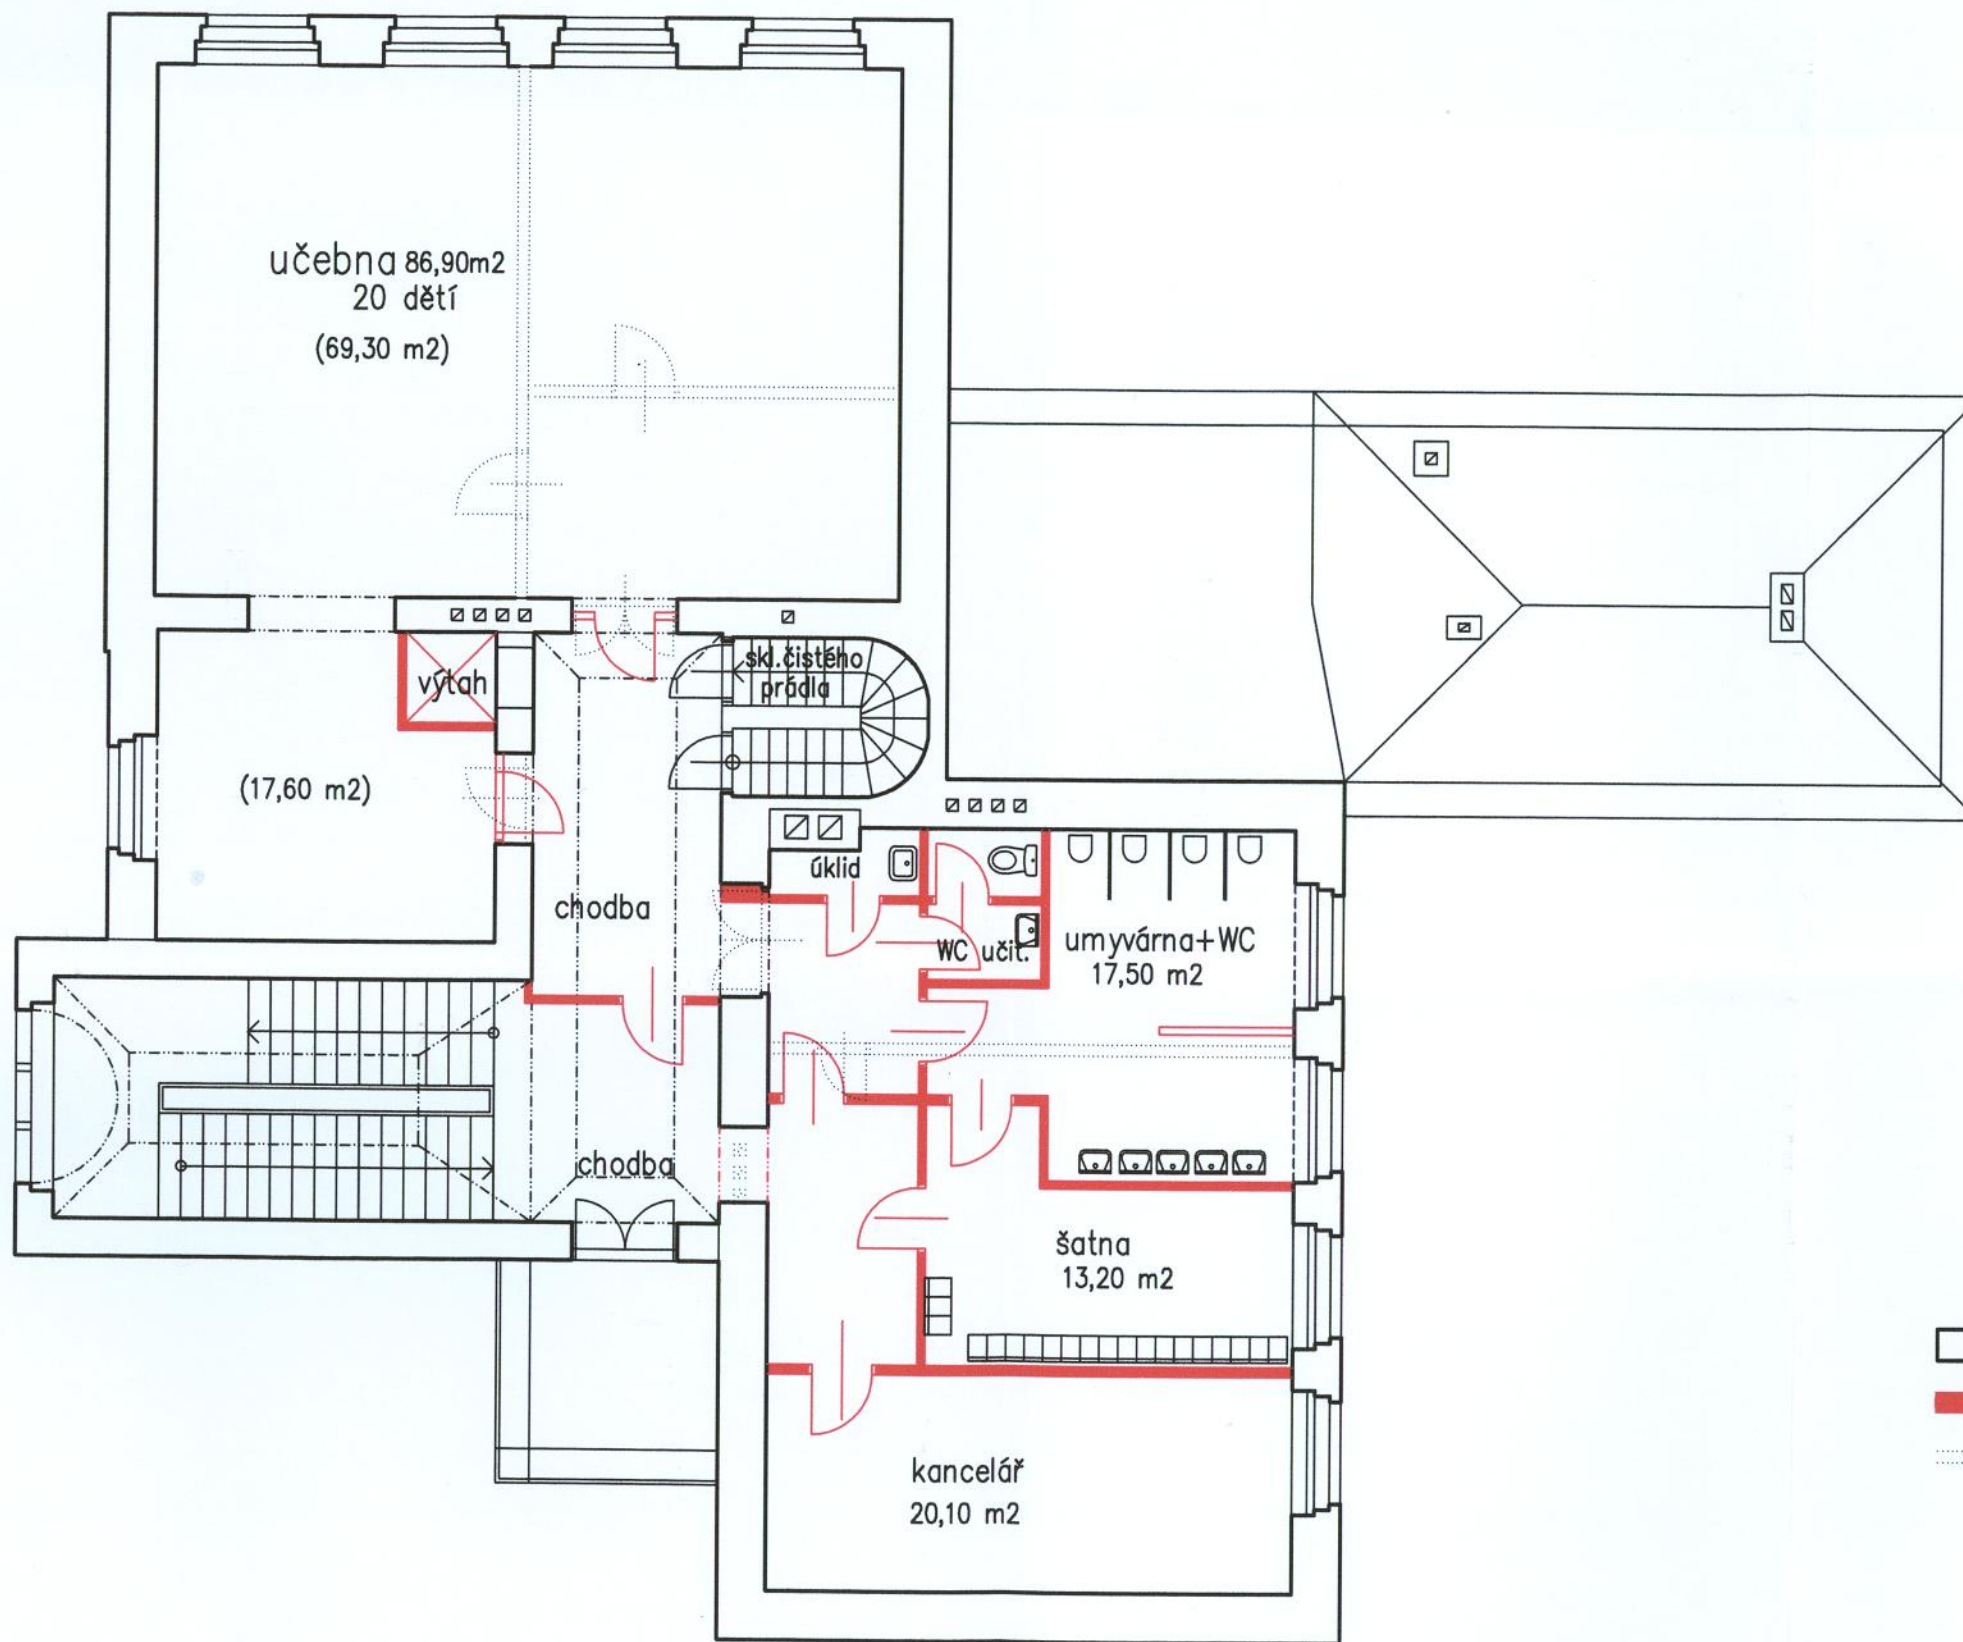 učebna 86,90m2
20 dětí
(69,30 m2)
skl.čistého
prádla
výtah
(17,60 m2)
úklid
chodba
WC učit.
umyvárna+WC
17,50 m2
chodba
šatna
13,20 m2
kancelář
20,10 m2